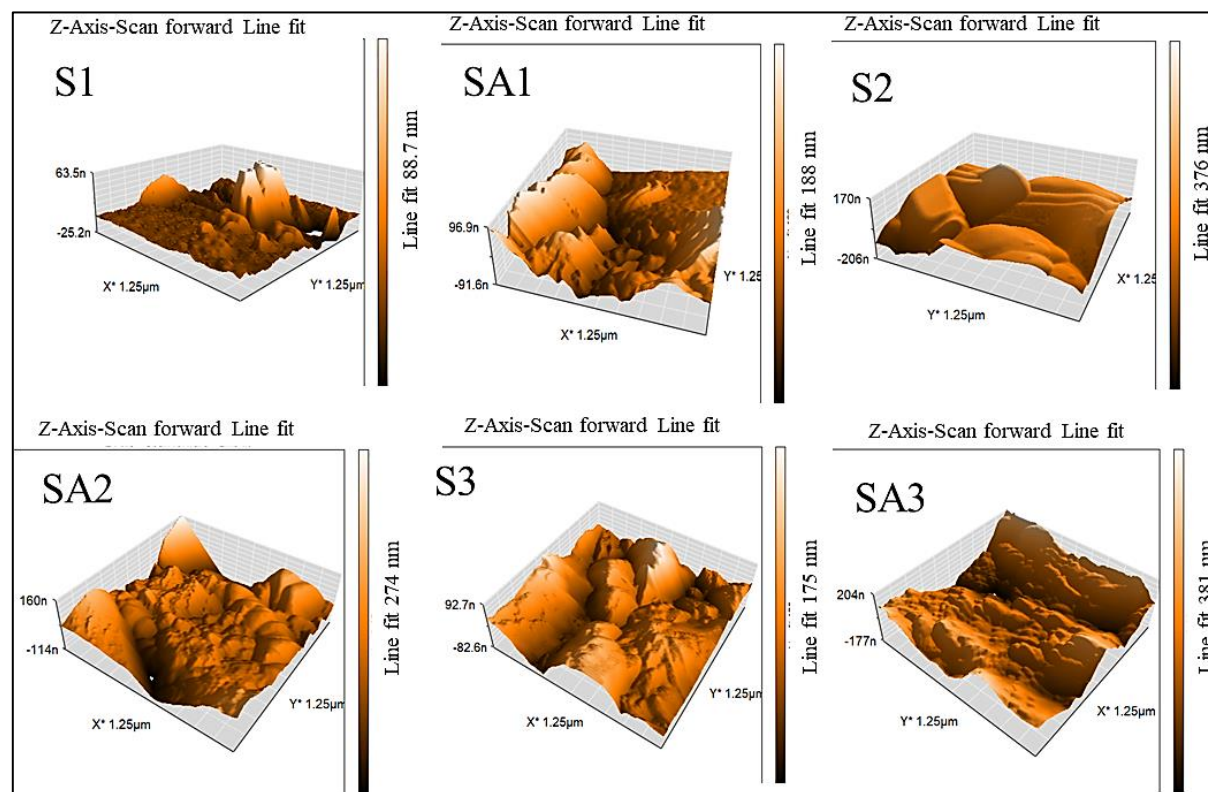 Z-Axis-Scan forward Line fit
S1
63.5n
-25.2n
X* 1.25µm
Y* 1.25µm
Line fit 88.7 nm
Z-Axis-Scan forward Line fit
SA1
96.9n
-91.6n
X* 1.25µm
Y* 1.25µ
Line fit 188 nm
Z-Axis-Scan forward Line fit
S2
170n
-206n
Y* 1.25µm
X* 1.25
Line fit 376 nm
Z-Axis-Scan forward Line fit
SA2
160n
-114n
X* 1.25µm
Y* 1.25µ
Line fit 274 nm
Z-Axis-Scan forward Line fit
S3
92.7n
-82.6n
X* 1.25µm
Y* 1.25µm
Line fit 175 nm
Z-Axis-Scan forward Line fit
SA3
204n
-177n
Y* 1.25µm
X* 1.25µm
Line fit 381 nm